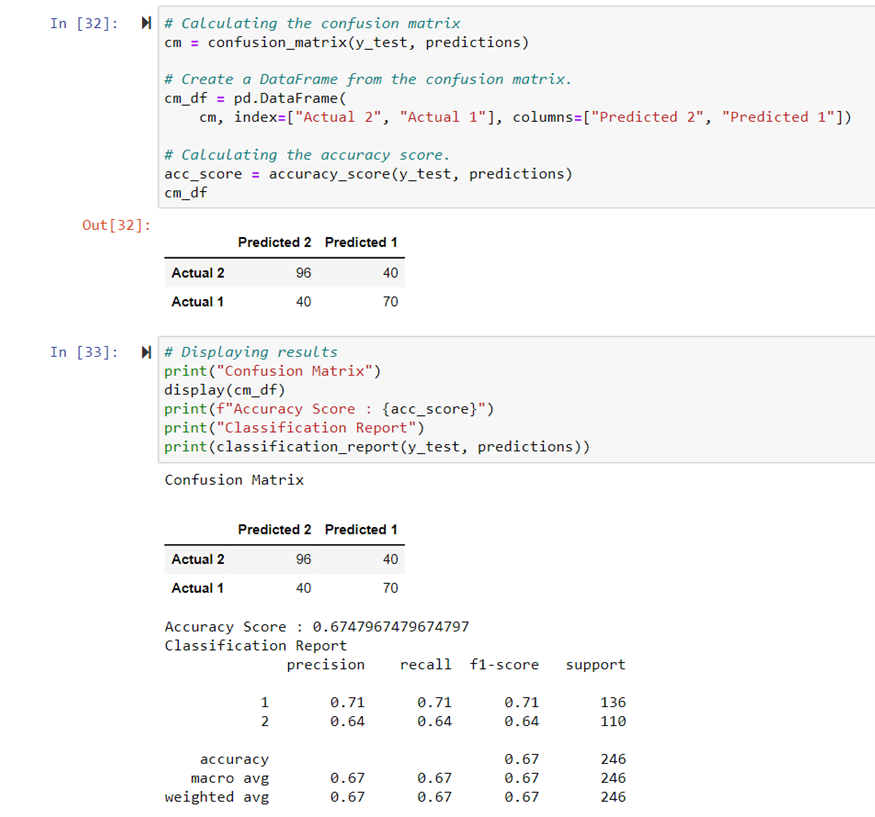 In [32]:
# Calculating the confusion matrix
cm = confusion_matrix(y_test, predictions)
# Create a DataFrame from the confusion matrix.
cm_df = pd.DataFrame(
    cm, index=["Actual 2", "Actual 1"], columns=["Predicted 2", "Predicted 1"])
# Calculating the accuracy score.
acc_score = accuracy_score(y_test, predictions)
cm_df
Out[32]:
Predicted 2 Predicted 1
Actual 2 96 40
Actual 1 40 70
In [33]:
# Displaying results
print("Confusion Matrix")
display(cm_df)
print(f"Accuracy Score : {acc_score}")
print("Classification Report")
print(classification_report(y_test, predictions))
Confusion Matrix
Predicted 2 Predicted 1
Actual 2 96 40
Actual 1 40 70
Accuracy Score : 0.6747967479674797
Classification Report
precision recall f1-score support
1 0.71 0.71 0.71 136
2 0.64 0.64 0.64 110
accuracy 0.67 246
macro avg 0.67 0.67 0.67 246
weighted avg 0.67 0.67 0.67 246